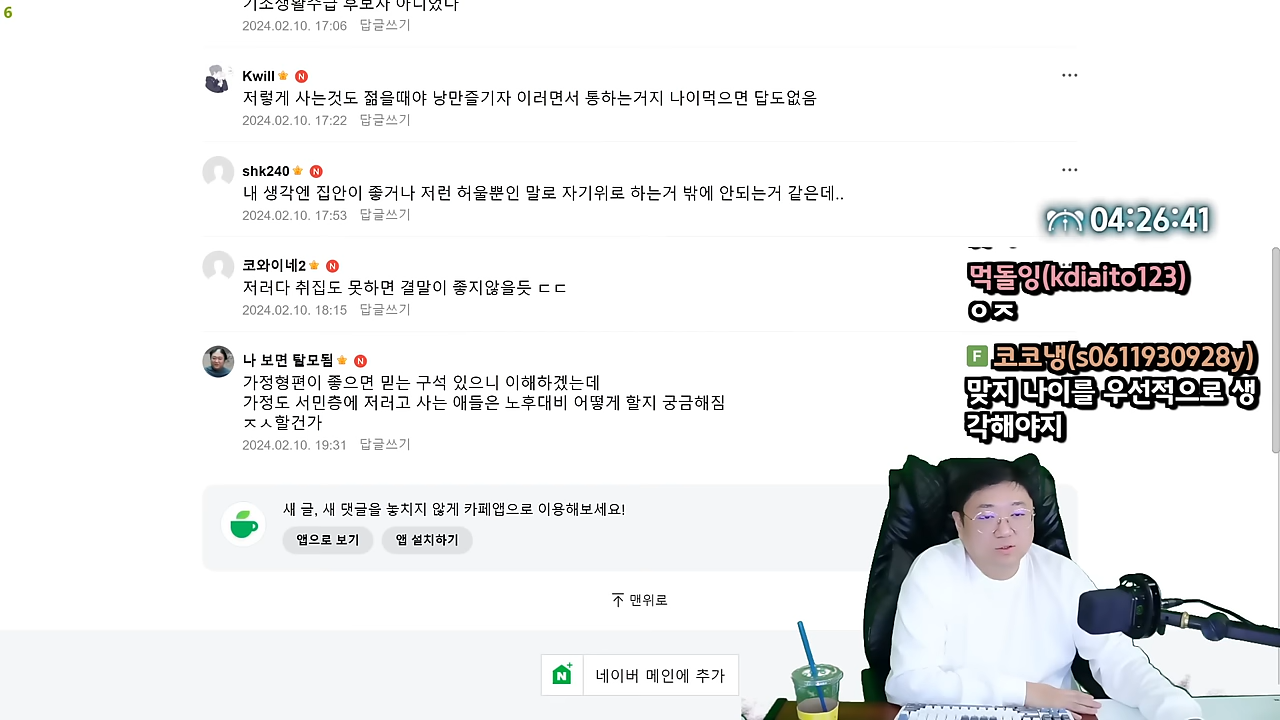 6
기초생활수급 후보자 아니었나
2024.02.10. 17:06 답글쓰기
Kwill N
저렇게 사는것도 젊을때야 낭만즐기자 이러면서 통하는거지 나이먹으면 답도없음
2024.02.10. 17:22 답글쓰기
shk240 N
내 생각엔 집안이 좋거나 저런 허울뿐인 말로 자기위로 하는거 밖에 안되는거 같은데..
2024.02.10. 17:53 답글쓰기
04:26:41
코와이네2 N
저러다 취집도 못하면 결말이 좋지않을듯 ㄷㄷ
2024.02.10. 18:15 답글쓰기
먹돌잉(kdiaito123)
ㅇㅈ
나 보면 탈모됨 N
가정형편이 좋으면 믿는 구석 있으니 이해하겠는데
가정도 서민층에 저러고 사는 애들은 노후대비 어떻게 할지 궁금해짐
ㅈㅅ할건가
2024.02.10. 19:31 답글쓰기
F 코코냉(s0611930928y)
맞지 나이를 우선적으로 생
각해야지
새 글, 새 댓글을 놓치지 않게 카페앱으로 이용해보세요!
앱으로 보기 앱 설치하기
맨위로
N 네이버 메인에 추가